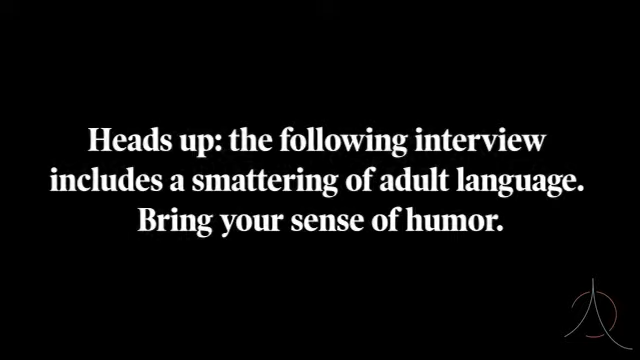 Heads up: the following interview
includes a smattering of adult language.
Bring your sense of humor.